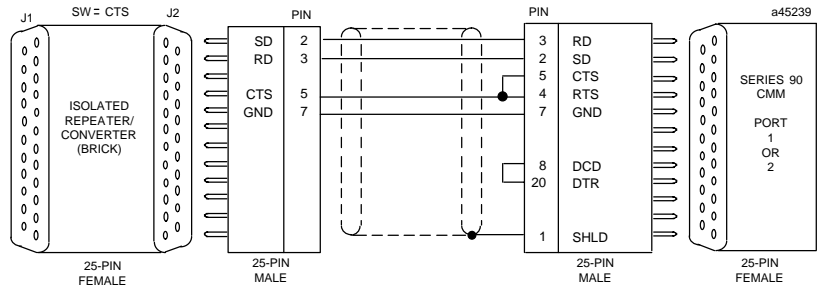 J1
SW = CTS
J2
PIN
PIN
a45239
SD 2
RD 3
CTS 5
GND 7
3 RD
2 SD
5 CTS
4 RTS
7 GND
8 DCD
20 DTR
1 SHLD
ISOLATED
REPEATER/
CONVERTER
(BRICK)
SERIES 90
CMM
PORT
1
OR
2
25-PIN
FEMALE
25-PIN
MALE
25-PIN
MALE
25-PIN
FEMALE